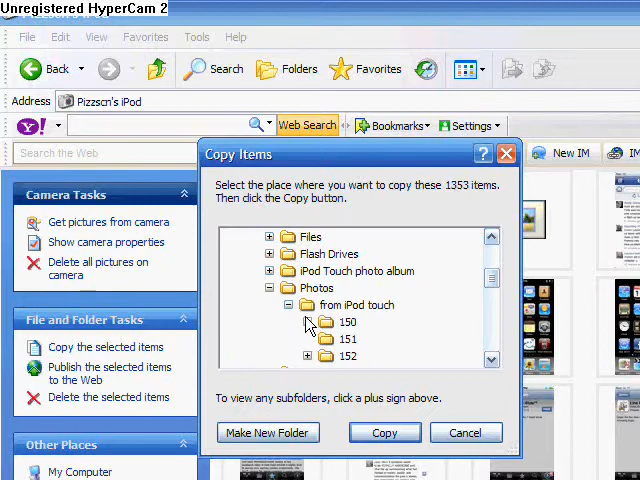 Unregistered HyperCam 2
Pizzscn's iPod
File Edit View Favorites Tools Help
Back Search Folders Favorites
Address Pizzscn's iPod
Y! Web Search Bookmarks Settings
Search the Web New IM IM
Copy Items
Select the place where you want to copy these 1353 items.
Then click the Copy button.
Files
Flash Drives
iPod Touch photo album
Photos
from iPod touch
150
151
152
To view any subfolders, click a plus sign above.
Make New Folder Copy Cancel
Camera Tasks
Get pictures from camera
Show camera properties
Delete all pictures on
camera
File and Folder Tasks
Copy the selected items
Publish the selected items
to the Web
Delete the selected items
Other Places
My Computer